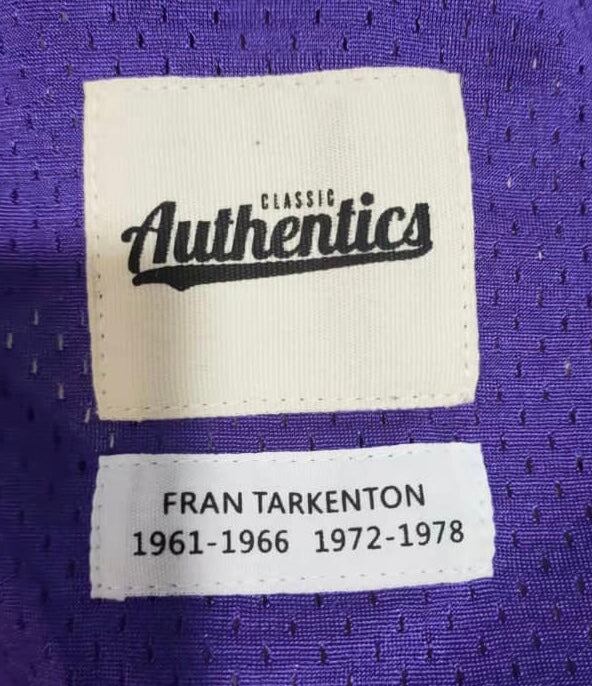 CLASSIC
Authentics
FRAN TARKENTON
1961-1966 1972-1978